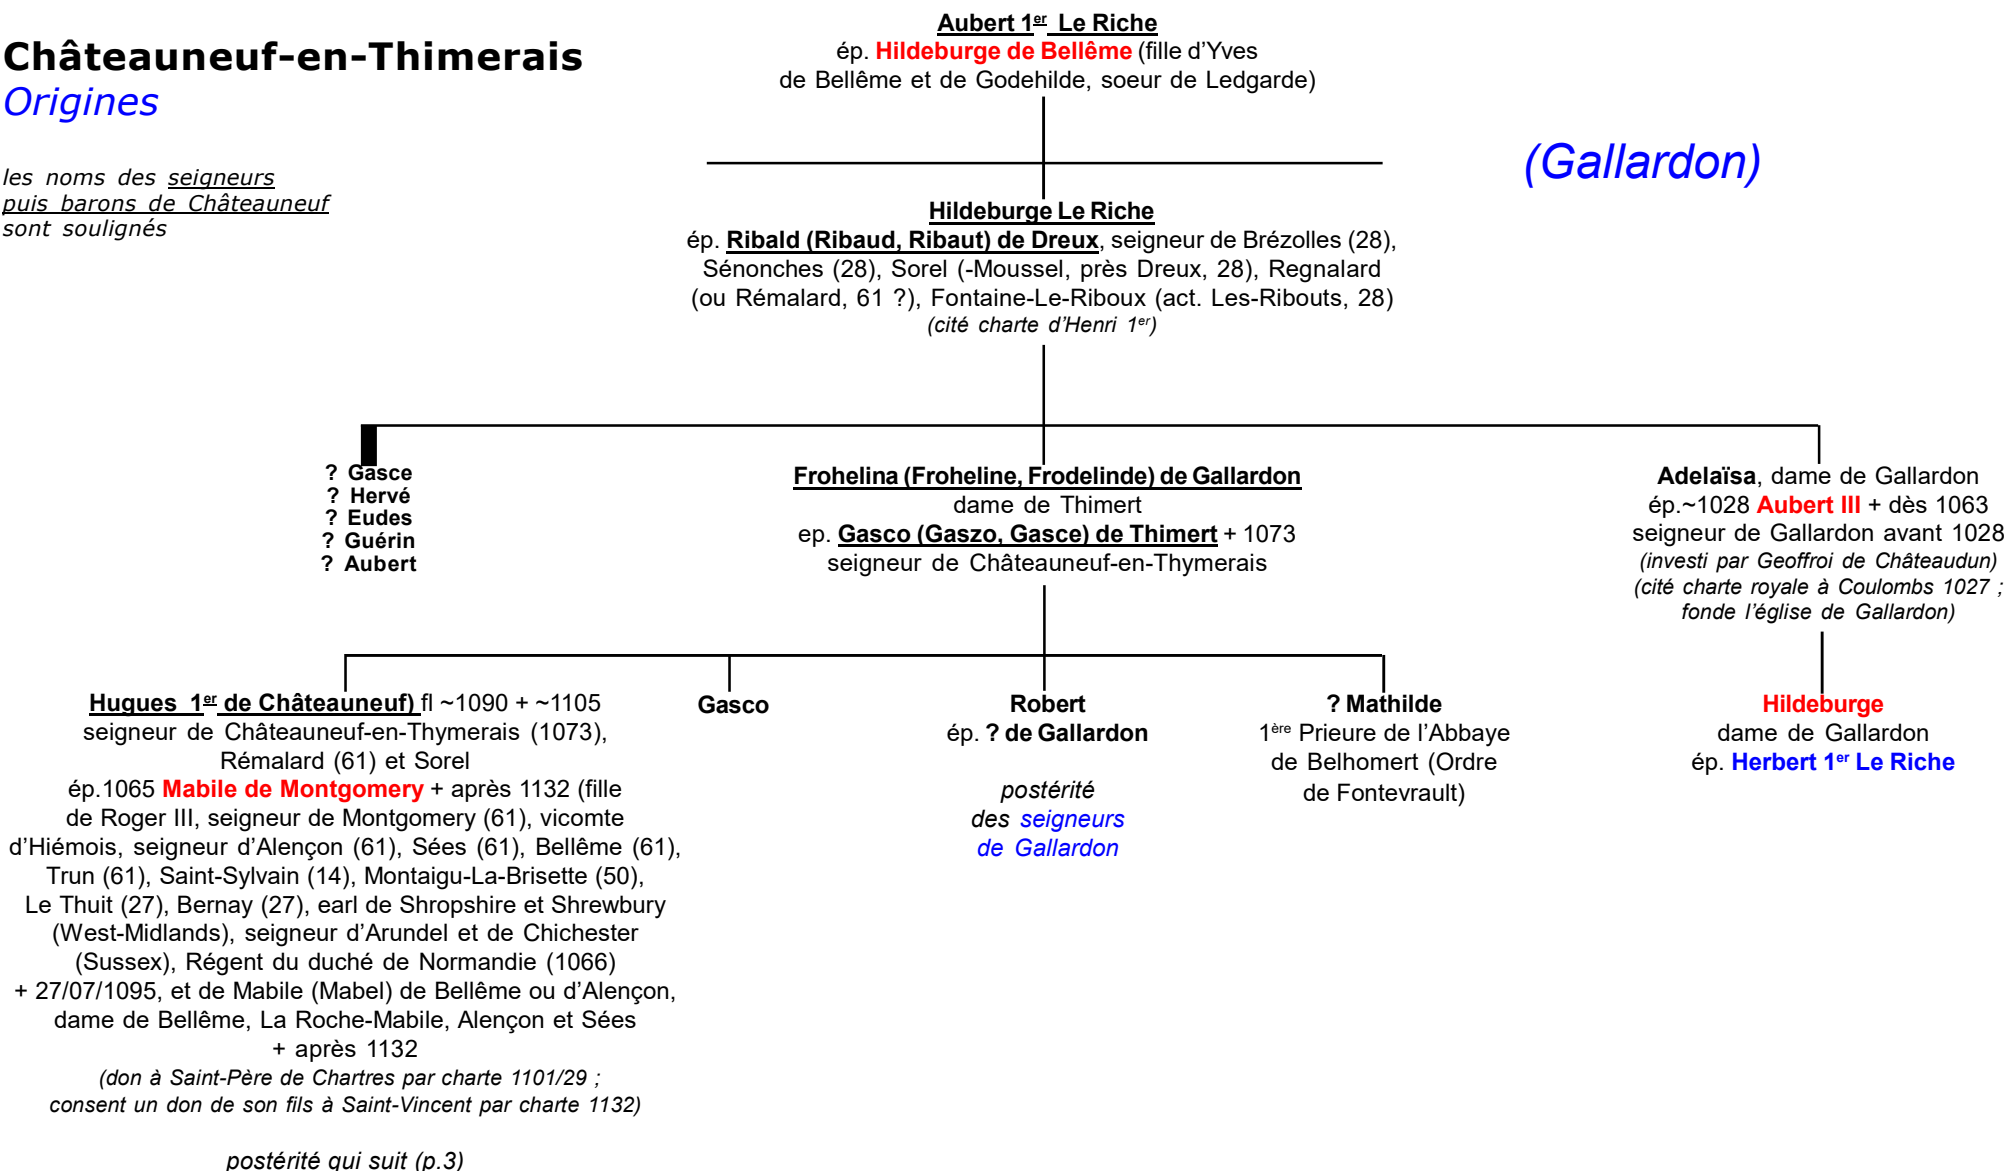 Châteauneuf-en-Thimerais
Origines
les noms des seigneurs
puis barons de Châteauneuf
sont soulignés
Aubert 1er Le Riche
ép. Hildeburge de Bellême (fille d’Yves
de Bellême et de Godehilde, soeur de Ledgarde)
(Gallardon)
Hildeburge Le Riche
ép. Ribald (Ribaud, Ribaut) de Dreux, seigneur de Brézolles (28),
Sénonches (28), Sorel (-Moussel, près Dreux, 28), Regnalard
(ou Rémalard, 61 ?), Fontaine-Le-Riboux (act. Les-Ribouts, 28)
(cité charte d’Henri 1er)
? Gasce
? Hervé
? Eudes
? Guérin
? Aubert
Frohelina (Froheline, Frodelinde) de Gallardon
dame de Thimert
ep. Gasco (Gaszo, Gasce) de Thimert + 1073
seigneur de Châteauneuf-en-Thymerais
Adelaïsa, dame de Gallardon
ép.~1028 Aubert III + dès 1063
seigneur de Gallardon avant 1028
(investi par Geoffroi de Châteaudun)
(cité charte royale à Coulombs 1027 ;
fonde l’église de Gallardon)
Hugues 1er de Châteauneuf) fl ~1090 + ~1105
seigneur de Châteauneuf-en-Thymerais (1073),
Rémalard (61) et Sorel
ép.1065 Mabile de Montgomery + après 1132 (fille
de Roger III, seigneur de Montgomery (61), vicomte
d’Hiémois, seigneur d’Alençon (61), Sées (61), Bellême (61),
Trun (61), Saint-Sylvain (14), Montaigu-La-Brisette (50),
Le Thuit (27), Bernay (27), earl de Shropshire et Shrewbury
(West-Midlands), seigneur d’Arundel et de Chichester
(Sussex), Régent du duché de Normandie (1066)
+ 27/07/1095, et de Mabile (Mabel) de Bellême ou d’Alençon,
dame de Bellême, La Roche-Mabile, Alençon et Sées
+ après 1132
(don à Saint-Père de Chartres par charte 1101/29 ;
consent un don de son fils à Saint-Vincent par charte 1132)
postérité qui suit (p.3)
Gasco
Robert
ép. ? de Gallardon
postérité
des seigneurs
de Gallardon
? Mathilde
1ère Prieure de l’Abbaye
de Belhomert (Ordre
de Fontevrault)
Hildeburge
dame de Gallardon
ép. Herbert 1er Le Riche